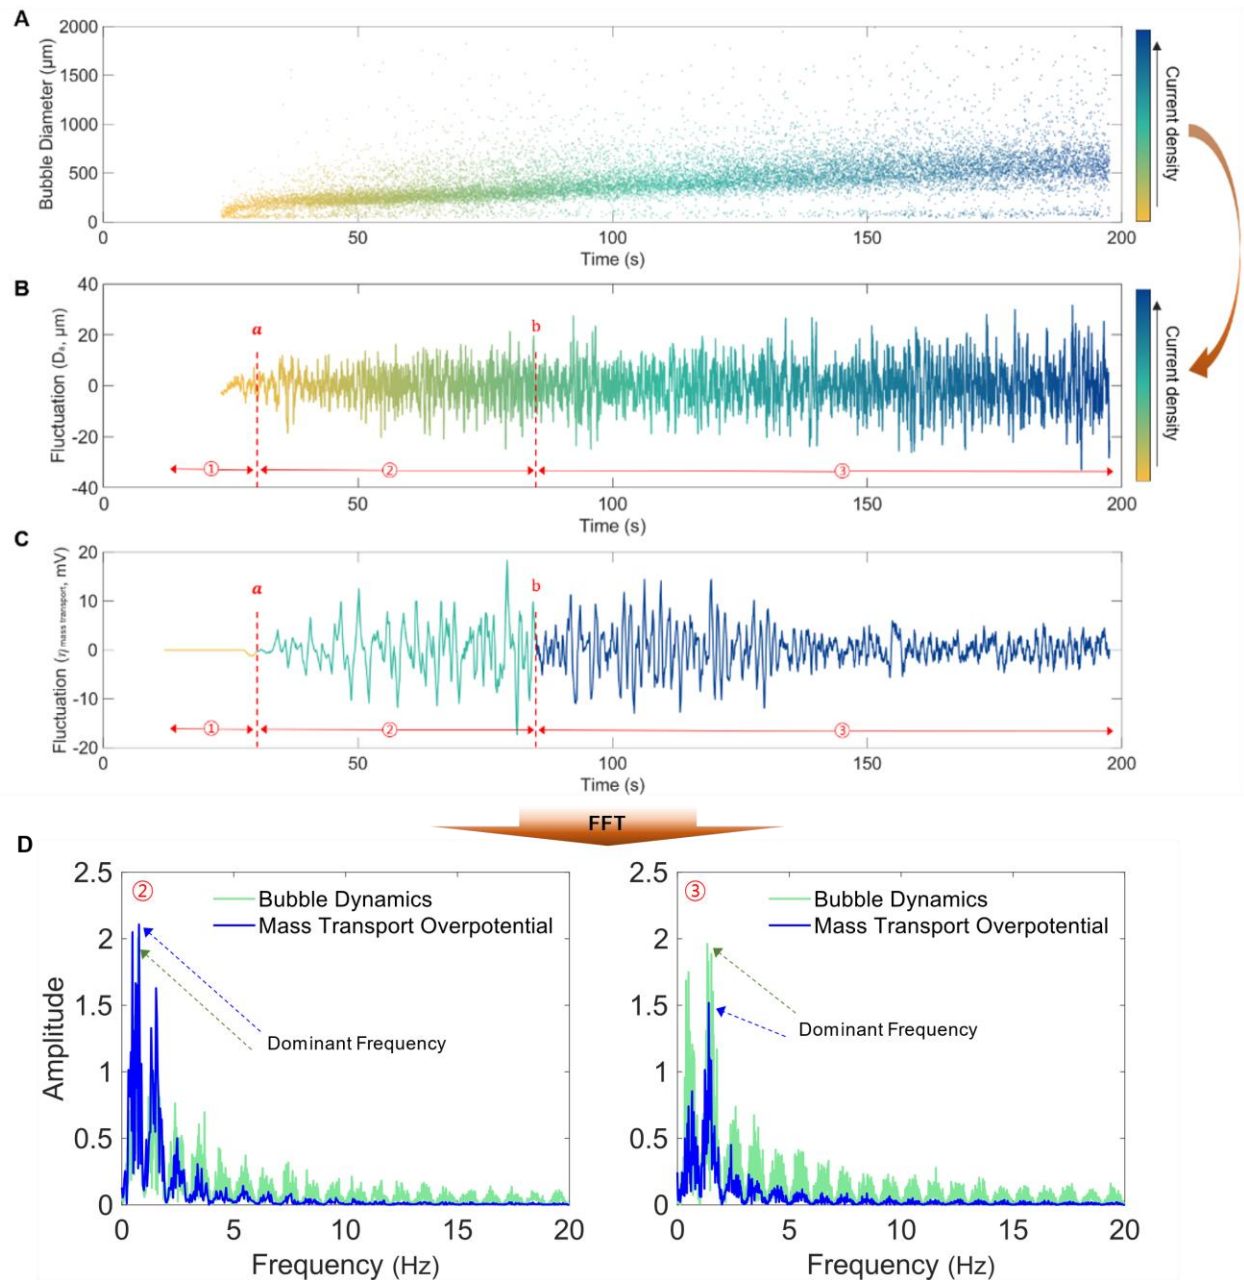 A
Bubble Diameter (μm)
2000
1500
1000
500
0
0
50
100
150
200
Time (s)
Current density
B
Fluctuation (Dₐ, μm)
40
20
0
-20
-40
a
b
①
②
③
0
50
100
150
200
Time (s)
Current density
C
Fluctuation (η mass transport, mV)
20
10
0
-10
-20
a
b
①
②
③
0
50
100
150
200
Time (s)
FFT
D
Amplitude
2.5
2
1.5
1
0.5
0
②
Bubble Dynamics
Mass Transport Overpotential
Dominant Frequency
0
5
10
15
20
Frequency (Hz)
2.5
2
1.5
1
0.5
0
③
Bubble Dynamics
Mass Transport Overpotential
Dominant Frequency
0
5
10
15
20
Frequency (Hz)